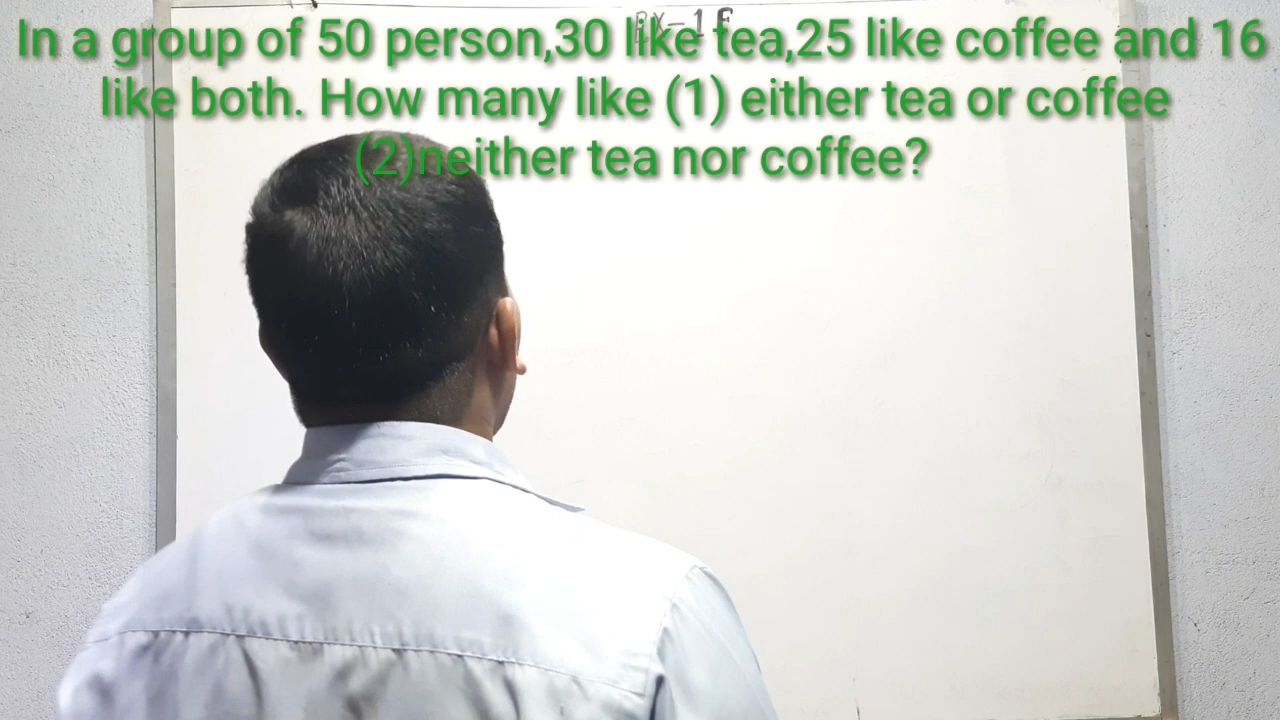 In a group of 50 person,30 like tea,25 like coffee and 16
like both. How many like (1) either tea or coffee
(2)neither tea nor coffee?